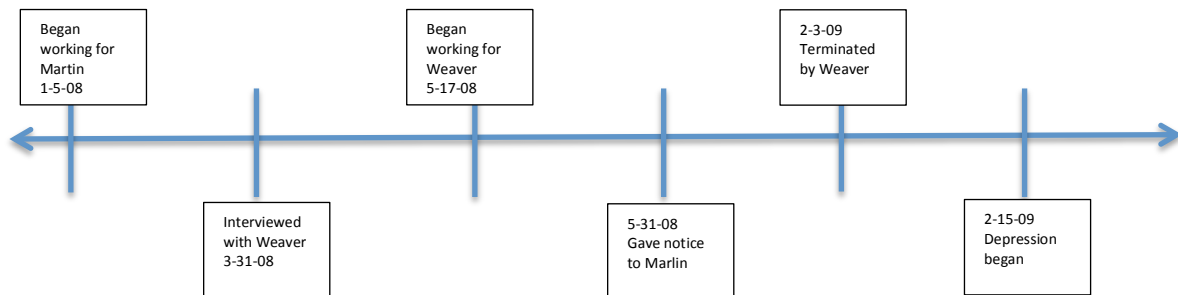 Began
working for
Martin
1-5-08
Interviewed
with Weaver
3-31-08
Began
working for
Weaver
5-17-08
5-31-08
Gave notice
to Marlin
2-3-09
Terminated
by Weaver
2-15-09
Depression
began